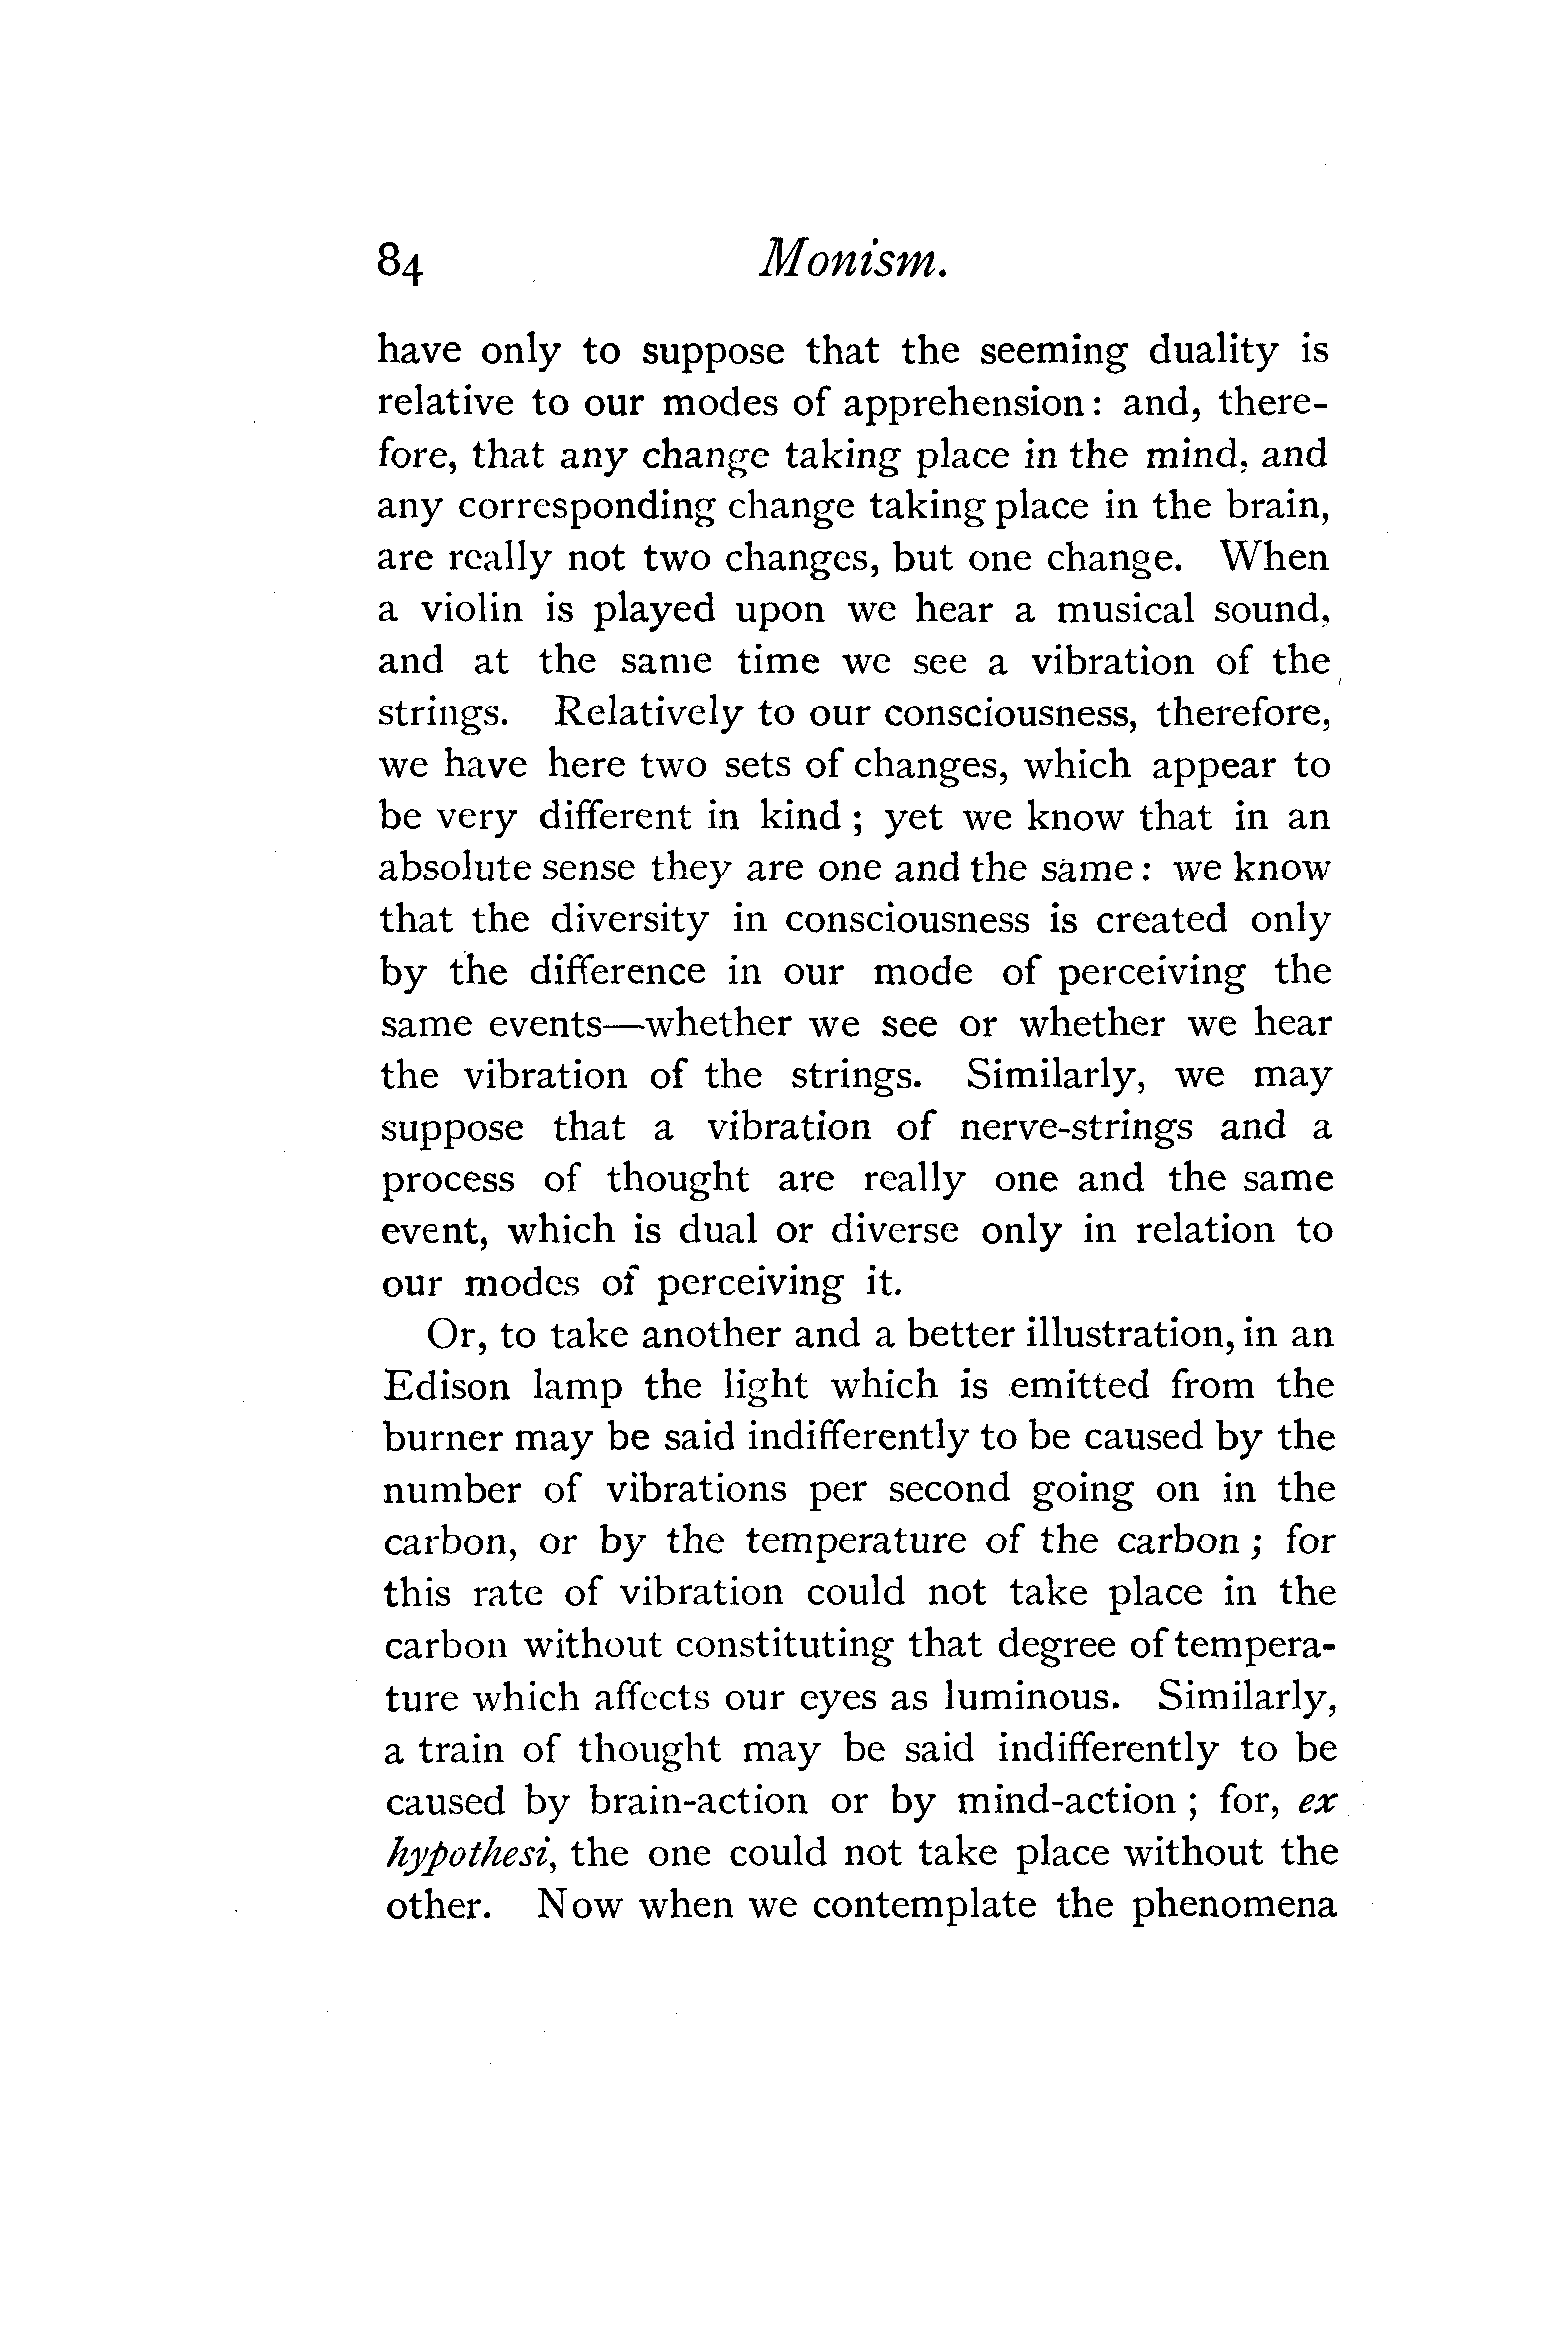 84 Monism.
have only to suppose that the seeming duality is
relative to our modes of apprehension: and, there-
fore, that any change taking place in the mind, and
any corresponding change taking place in the brain,
are really not two changes, but one change. When
a violin is played upon we hear a musical sound,
and at the same time we see a vibration of the
strings. Relatively to our consciousness, therefore,
we have here two sets of changes, which appear to
be very different in kind ; yet we know that in an
absolute sense they are one and the same : we know
that the diversity in consciousness is created only
by the difference in our mode of perceiving the
same events—whether we see or whether we hear
the vibration of the strings. Similarly, we may
suppose that a vibration of nerve-strings and a
process of thought are really one and the same
event, which is dual or diverse only in relation to
our modes of perceiving it.
Or, to take another and a better illustration, in an
Edison lamp the light which is emitted from the
burner may be said indifferently to be caused by the
number of vibrations per second going on in the
carbon, or by the temperature of the carbon ; for
this rate of vibration could not take place in the
carbon without constituting that degree of tempera-
ture which affects our eyes as luminous. Similarly,
a train of thought may be said indifferently to be
caused by brain-action or by mind-action ; for, ex
hypothesi, the one could not take place without the
other. Now when we contemplate the phenomena